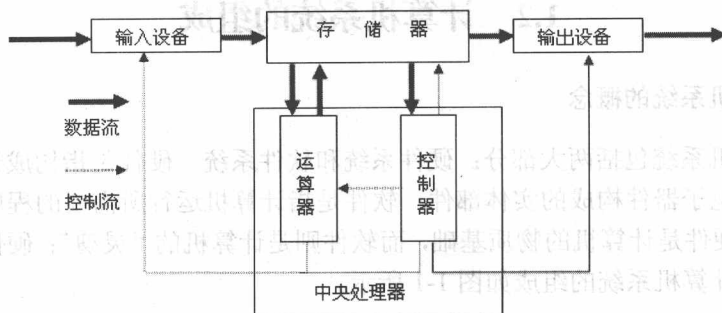 输入设备
存 储 器
输出设备
数据流
控制流
运算器
控制器
中央处理器